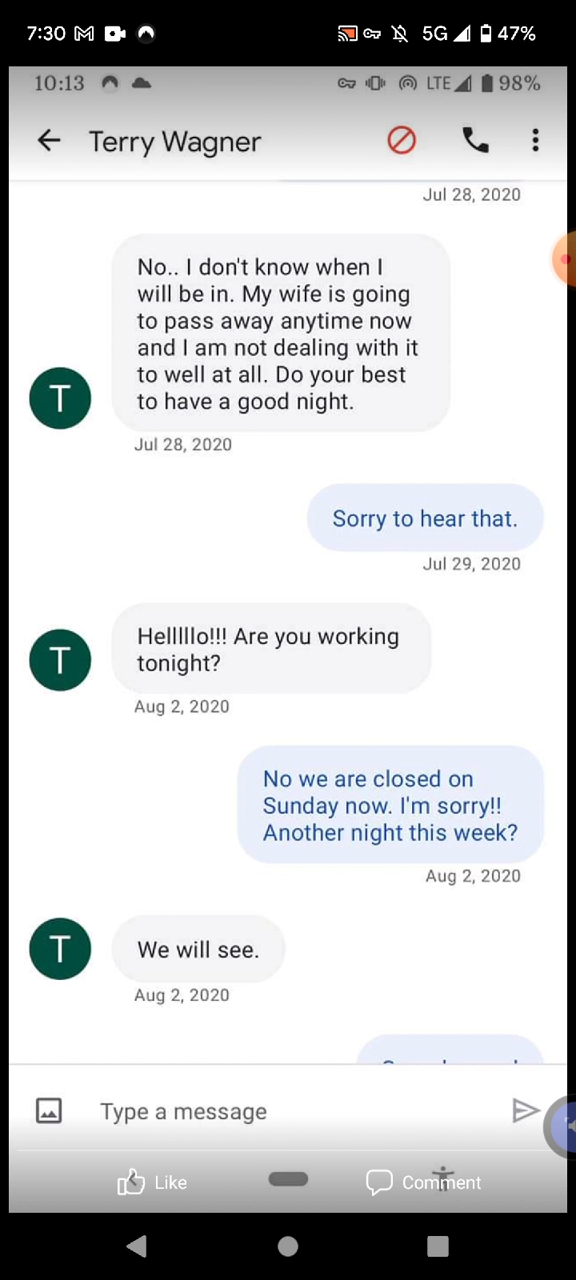 7:30 5G 47%
10:13 LTE 98%
Terry Wagner
Jul 28, 2020
No.. I don't know when I
will be in. My wife is going
to pass away anytime now
and I am not dealing with it
to well at all. Do your best
to have a good night.
T
Jul 28, 2020
Sorry to hear that.
Jul 29, 2020
Helllllo!!! Are you working
tonight?
T
Aug 2, 2020
No we are closed on
Sunday now. I'm sorry!!
Another night this week?
Aug 2, 2020
T
We will see.
Aug 2, 2020
Type a message
Like
Comment